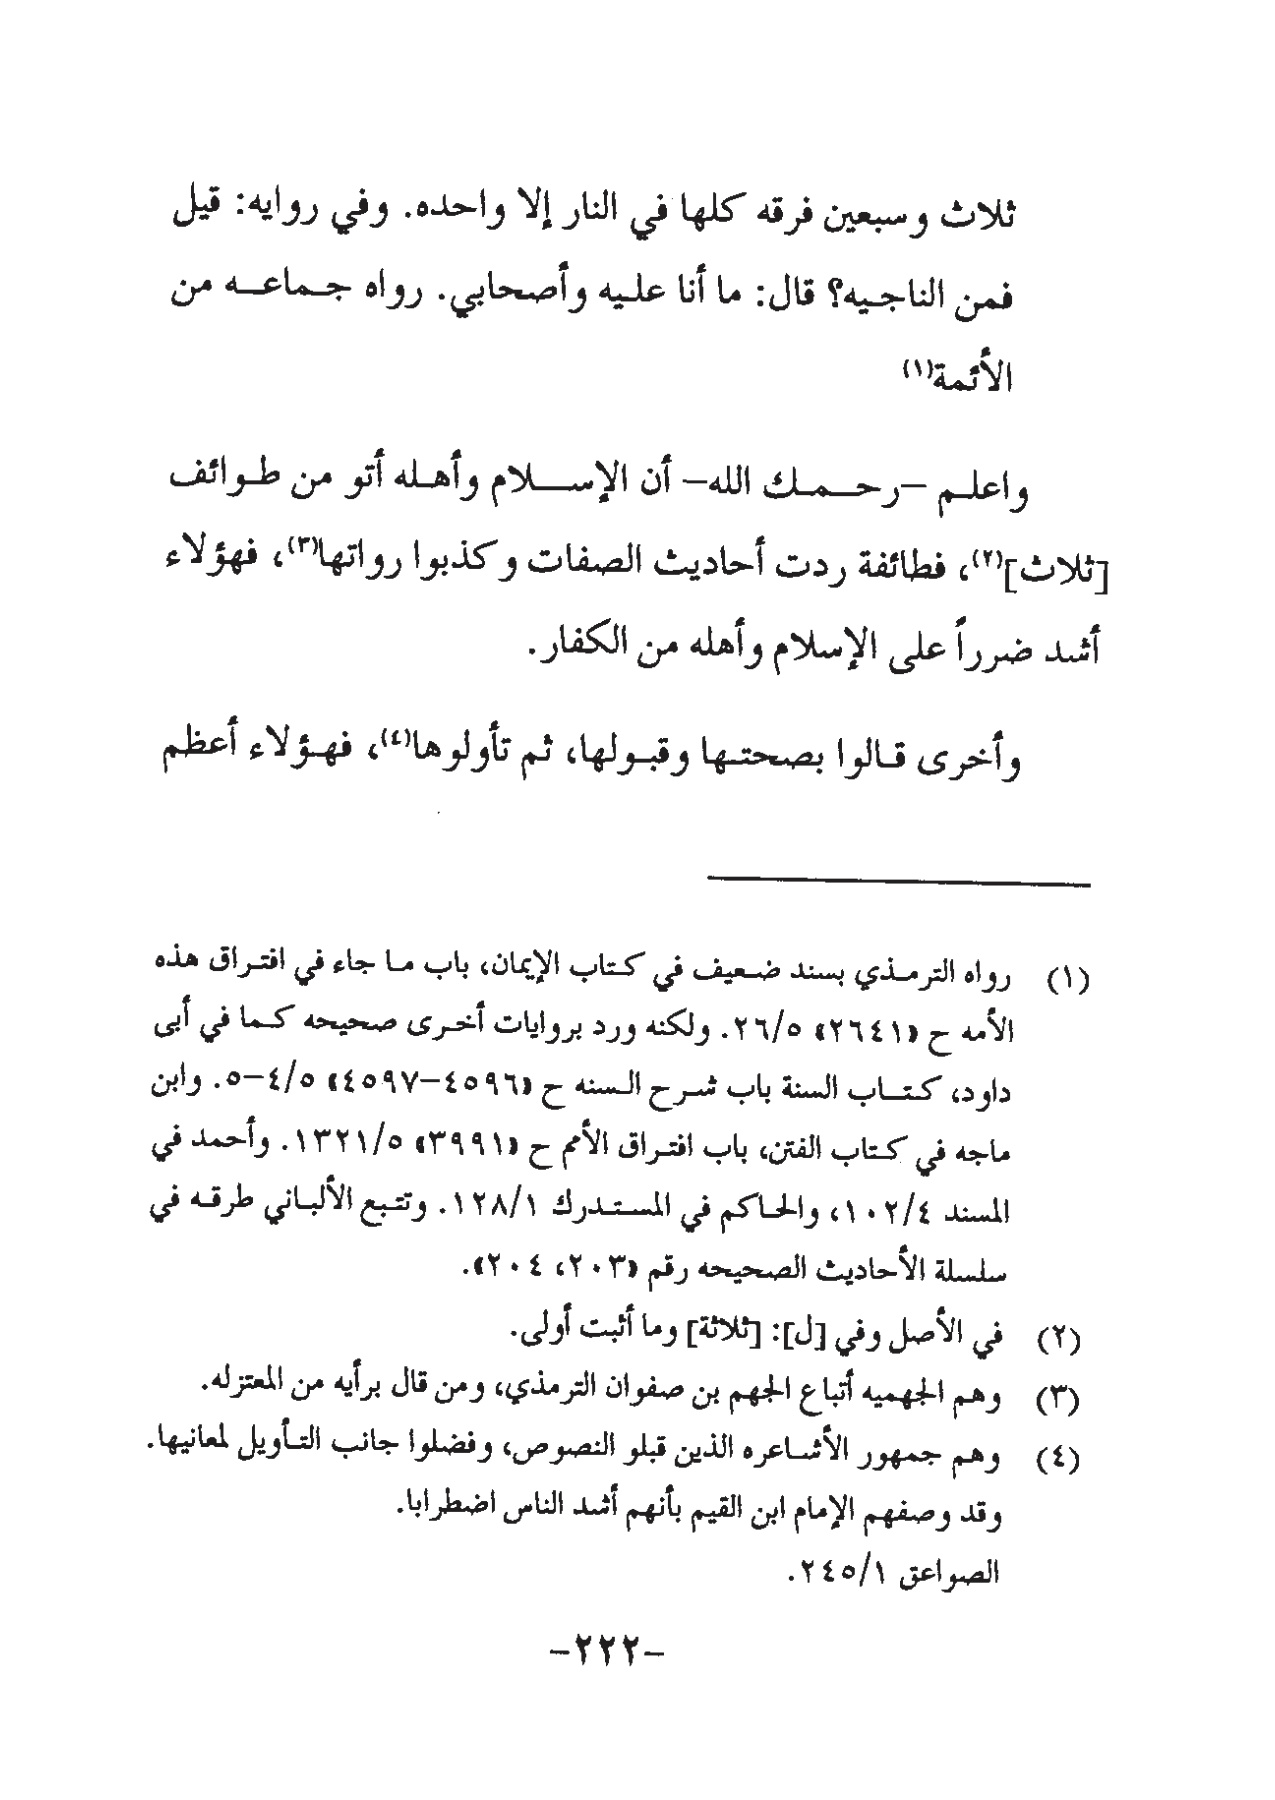 ثلاث وسبعين فرقه كلها في النار إلا واحده. وفي روايه: قيل
فمن الناجيه؟ قال: ما أنا عليه وأصحابي. رواه جماعه من
الأئمة(١)
واعلم -رحمك الله- أن الإسلام وأهله أتو من طوائف
[ثلاث](٢)، فطائفة ردت أحاديث الصفات وكذبوا رواتها(٣)، فهؤلاء
أشد ضرراً على الإسلام وأهله من الكفار.
وأخرى قالوا بصحتها وقبولها، ثم تأولوها(٤)، فهؤلاء أعظم
(١) رواه الترمذي بسند ضعيف في كتاب الإيمان، باب ما جاء في افتراق هذه
الأمه ح «٢٦٤١» ٢٦/٥. ولكنه ورد بروايات أخرى صحيحه كما في أبى
داود، كتاب السنة باب شرح السنه ح «٤٥٩٦-٤٥٩٧» ٤/٥-٥. وابن
ماجه في كتاب الفتن، باب افتراق الأمم ح «٣٩٩١» ١٣٢١/٥. وأحمد في
المسند ١٠٢/٤، والحاكم في المستدرك ١٢٨/١. وتتبع الألباني طرقه في
سلسلة الأحاديث الصحيحه رقم «٢٠٣، ٢٠٤».
(٢) في الأصل وفي [ل]: [ثلاثة] وما أثبت أولى.
(٣) وهم الجهميه أتباع الجهم بن صفوان الترمذي، ومن قال برأيه من المعتزله.
(٤) وهم جمهور الأشاعره الذين قبلو النصوص، وفضلوا جانب التأويل لمعانيها.
وقد وصفهم الإمام ابن القيم بأنهم أشد الناس اضطرابا.
الصواعق ٢٤٥/١.
-٢٢٢-